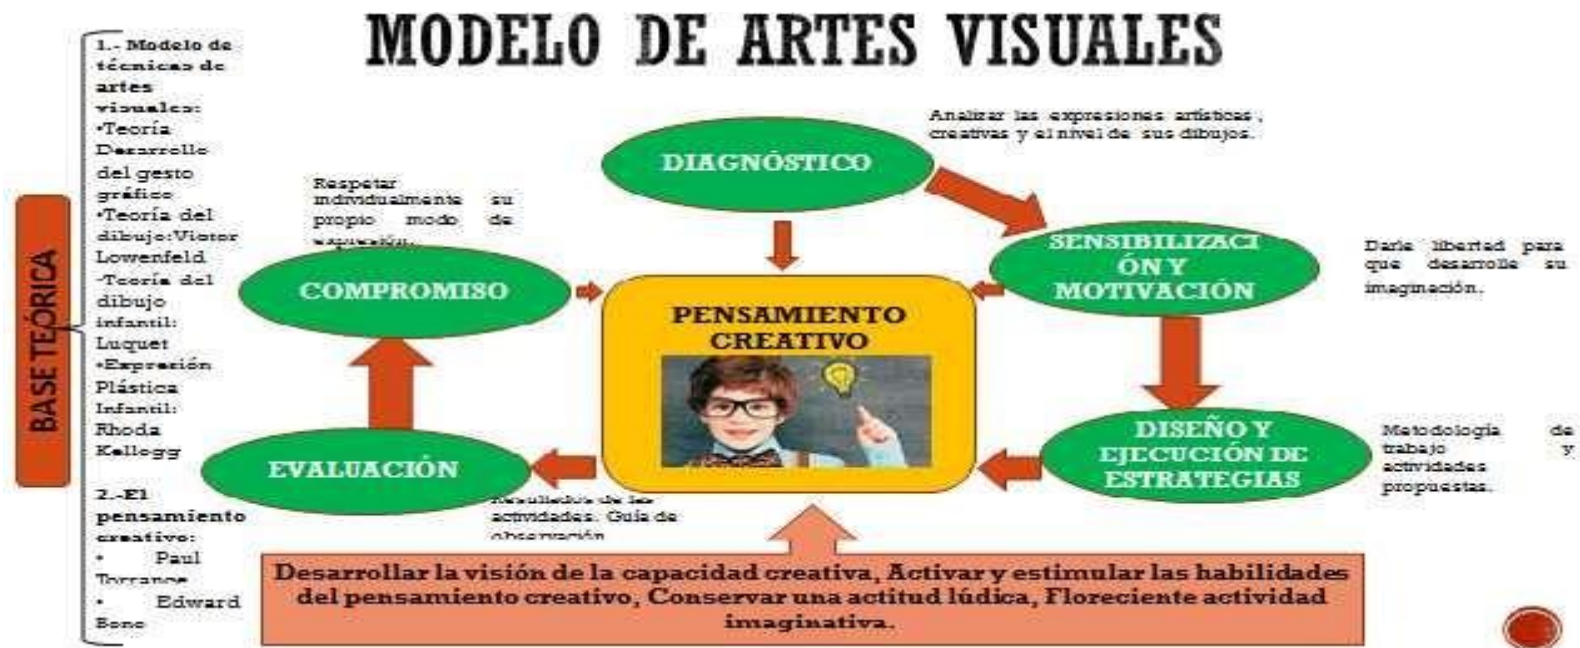 MODELO DE ARTES VISUALES
BASE TEÓRICA
1.- Modelo de
técnicas de
artes
visuales:
•Teoría
Desarrollo
del gesto
gráfico
•Teoría del
dibujo:Victor
Lowenfeld
•Teoría del
dibujo
infantil:
Luquet
•Expresión
Plástica
Infantil:
Rhoda
Kellogg
2.-El
pensamiento
creativo:
• Paul
Torrance
• Edward
Bono
DIAGNÓSTICO
Analizar las expresiones artísticas,
creativas y el nivel de sus dibujos.
SENSIBILIZACI
ÓN Y
MOTIVACIÓN
Darle libertad para
que desarrolle su
imaginación.
DISEÑO Y
EJECUCIÓN DE
ESTRATEGIAS
Metodología de
trabajo y
actividades
propuestas.
PENSAMIENTO
CREATIVO
EVALUACIÓN
Resultados de las
actividades. Guía de
observación
COMPROMISO
Respetar
individualmente su
propio modo de
expresión.
Desarrollar la visión de la capacidad creativa, Activar y estimular las habilidades
del pensamiento creativo, Conservar una actitud lúdica, Floreciente actividad
imaginativa.